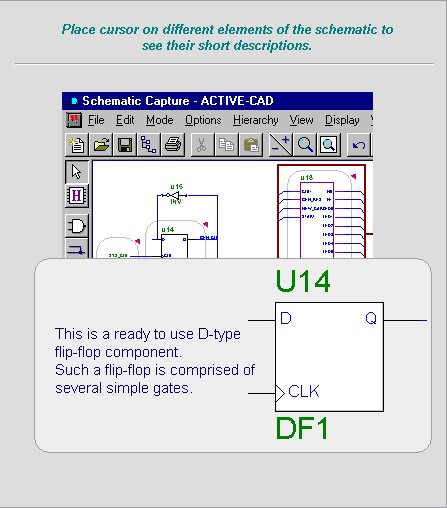 Place cursor on different elements of the schematic to
see their short descriptions.
Schematic Capture - ACTIVE-CAD
File Edit Mode Options Hierarchy View Display
H
U15
INV
U14
U18
U14
D Q
CLK
DF1
This is a ready to use D-type
flip-flop component.
Such a flip-flop is comprised of
several simple gates.